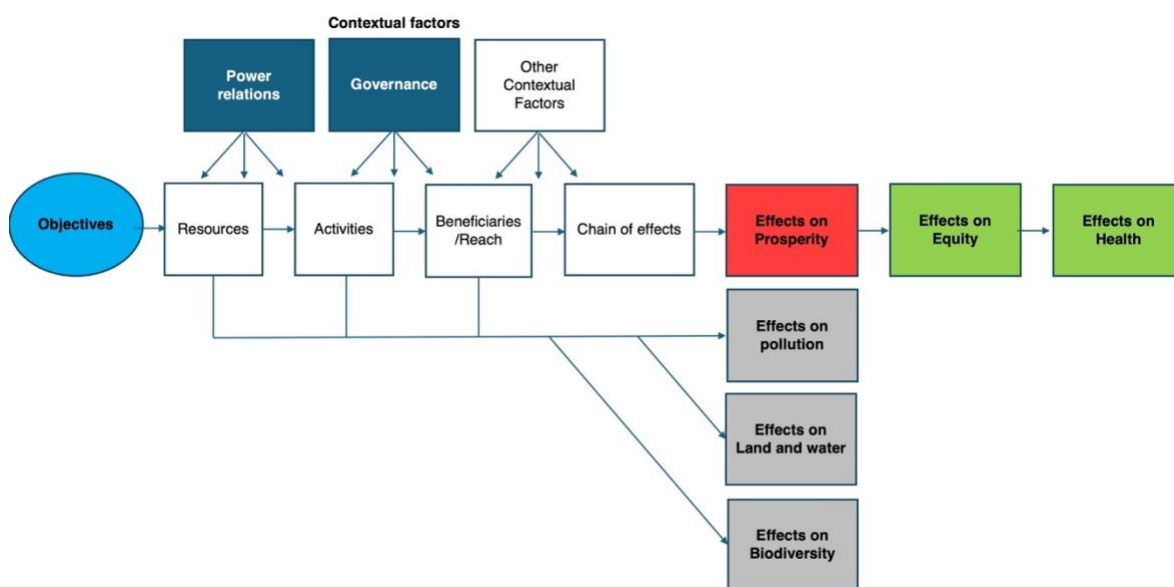 Contextual factors
Power
relations
Governance
Other
Contextual
Factors
Objectives
Resources
Activities
Beneficiaries
/Reach
Chain of effects
Effects on
Prosperity
Effects on
Equity
Effects on
Health
Effects on
pollution
Effects on
Land and water
Effects on
Biodiversity